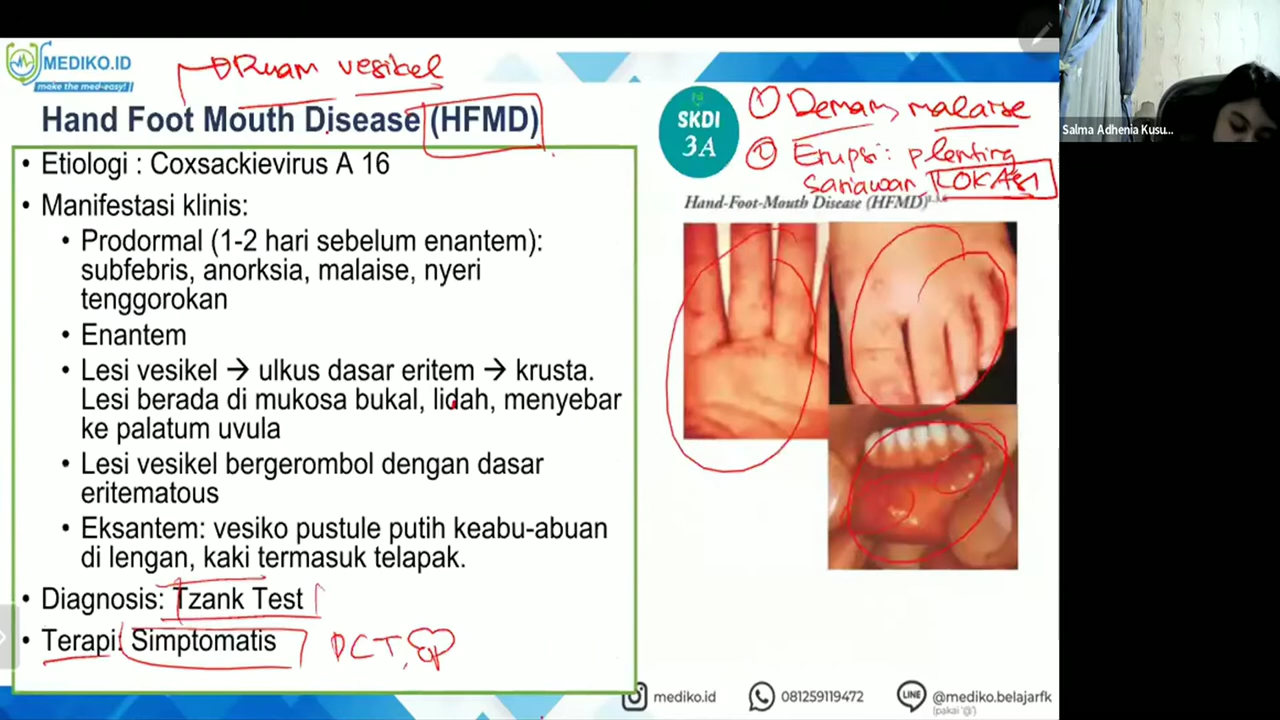 MEDIKO.ID
make the med-easy!
Ruam vesikel
Hand Foot Mouth Disease (HFMD)
• Etiologi : Coxsackievirus A 16
• Manifestasi klinis:
• Prodormal (1-2 hari sebelum enantem):
subfebris, anorksia, malaise, nyeri
tenggorokan
• Enantem
• Lesi vesikel → ulkus dasar eritem → krusta.
Lesi berada di mukosa bukal, lidah, menyebar
ke palatum uvula
• Lesi vesikel bergerombol dengan dasar
eritematous
• Eksantem: vesiko pustule putih keabu-abuan
di lengan, kaki termasuk telapak.
• Diagnosis: Tzank Test
• Terapi: Simptomatis PCT,
SKDI
3A
① Demam, malaise
② Erupsi: plenting
sariawan, LOKASI
Hand-Foot-Mouth Disease (HFMD)
mediko.id
081259119472
LINE
@mediko.belajarfk
(pakai '@')
Salma Adhenia Kusu...